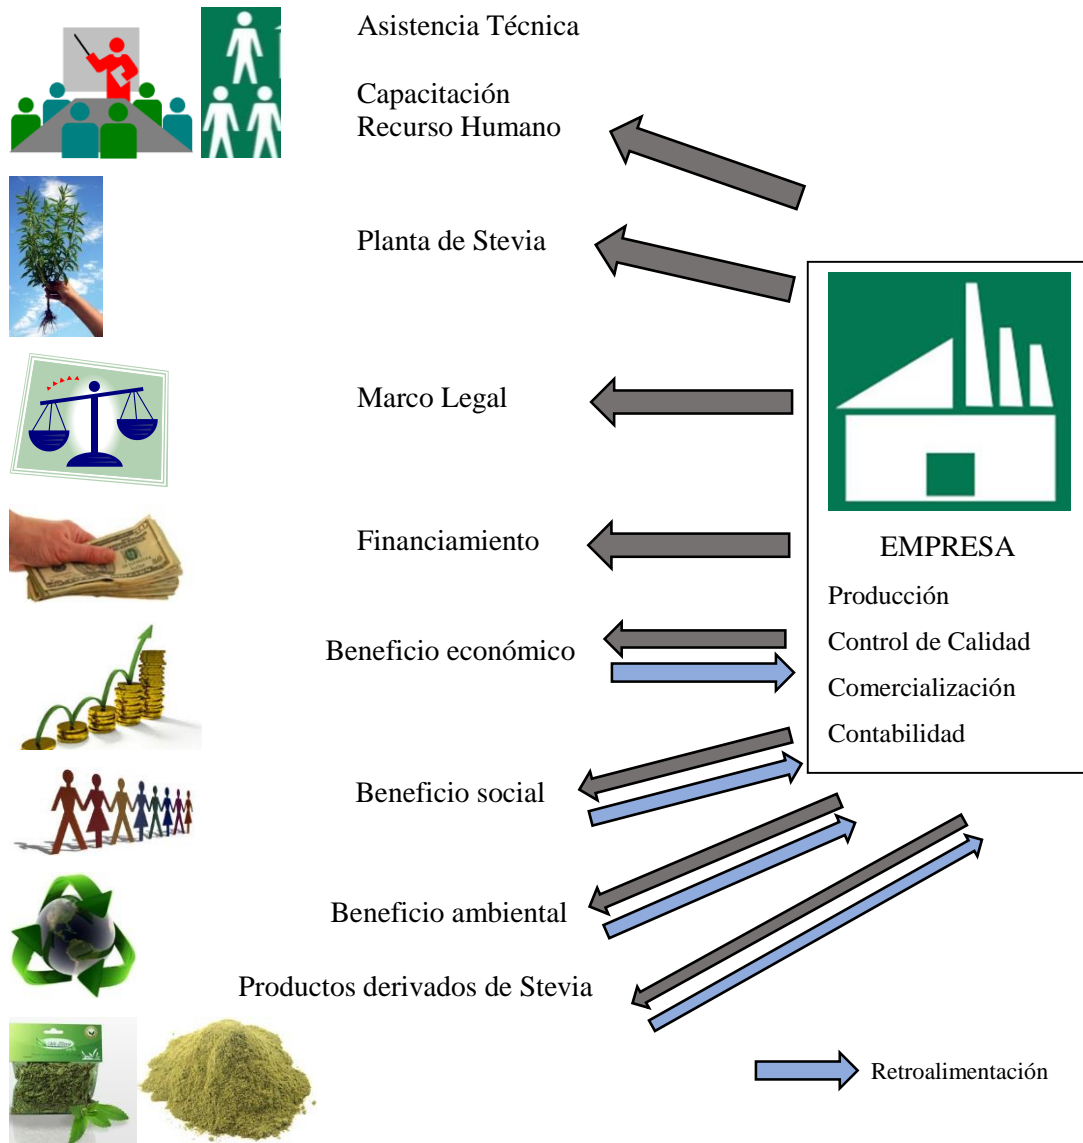 Asistencia Técnica
Capacitación
Recurso Humano
Planta de Stevia
Marco Legal
Financiamiento
EMPRESA
Producción
Control de Calidad
Comercialización
Contabilidad
Beneficio económico
Beneficio social
Beneficio ambiental
Productos derivados de Stevia
Retroalimentación